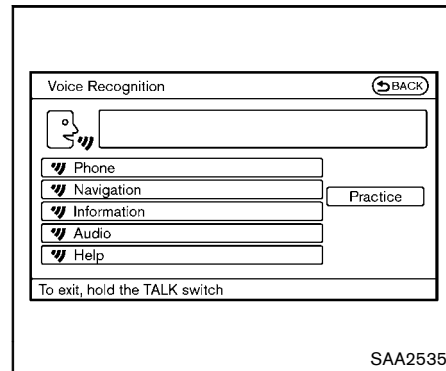 Voice Recognition
BACK
Phone
Navigation
Practice
Information
Audio
Help
To exit, hold the TALK switch
SAA2535